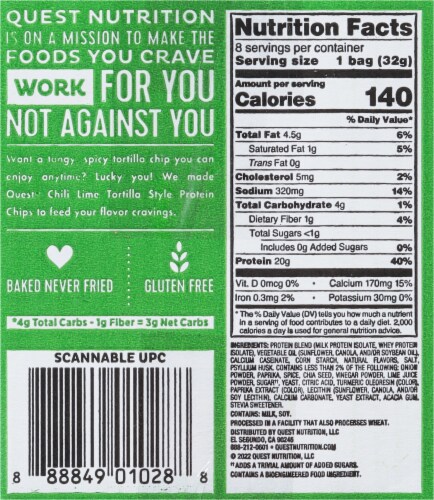 QUEST NUTRITION
IS ON A MISSION TO MAKE THE
FOODS YOU CRAVE
WORK FOR YOU
NOT AGAINST YOU
Want a tangy, spicy tortilla chip you can
enjoy anytime? Lucky you! We made
Quest Chili Lime Tortilla Style Protein
Chips to feed your flavor cravings.
BAKED NEVER FRIED
GLUTEN FREE
*4g Total Carbs - 1g Fiber = 3g Net Carbs
SCANNABLE UPC
8 88849 01028 8
Nutrition Facts
8 servings per container
Serving size 1 bag (32g)
Amount per serving
Calories 140
% Daily Value*
Total Fat 4.5g 6%
Saturated Fat 1g 5%
Trans Fat 0g
Cholesterol 5mg 2%
Sodium 320mg 14%
Total Carbohydrate 4g 1%
Dietary Fiber 1g 4%
Total Sugars <1g
Includes 0g Added Sugars 0%
Protein 20g 40%
Vit. D 0mcg 0% • Calcium 170mg 15%
Iron 0.3mg 2% • Potassium 30mg 0%
* The % Daily Value (DV) tells you how much a nutrient
in a serving of food contributes to a daily diet. 2,000
calories a day is used for general nutrition advice.
INGREDIENTS: PROTEIN BLEND (MILK PROTEIN ISOLATE, WHEY PROTEIN
ISOLATE), VEGETABLE OIL (SUNFLOWER, CANOLA, AND/OR SOYBEAN OIL),
CALCIUM CASEINATE, CORN STARCH, NATURAL FLAVORS, SALT,
PSYLLIUM HUSK. CONTAINS LESS THAN 2% OF THE FOLLOWING: ONION
POWDER, PAPRIKA, SPICE, CHIA SEED, VINEGAR POWDER, LIME JUICE
POWDER, SUGAR††, YEAST, CITRIC ACID, TURMERIC OLEORESIN (COLOR),
PAPRIKA EXTRACT (COLOR), LECITHIN (SUNFLOWER, CANOLA, AND/OR
SOY LECITHIN), CALCIUM CARBONATE, YEAST EXTRACT, ACACIA GUM,
STEVIA SWEETENER.
CONTAINS: MILK, SOY.
PROCESSED IN A FACILITY THAT ALSO PROCESSES WHEAT.
DISTRIBUTED BY QUEST NUTRITION, LLC
EL SEGUNDO, CA 90245
888-212-0601 • QUESTNUTRITION.COM
© 2022 QUEST NUTRITION, LLC
††ADDS A TRIVIAL AMOUNT OF ADDED SUGARS.
CONTAINS A BIOENGINEERED FOOD INGREDIENT.